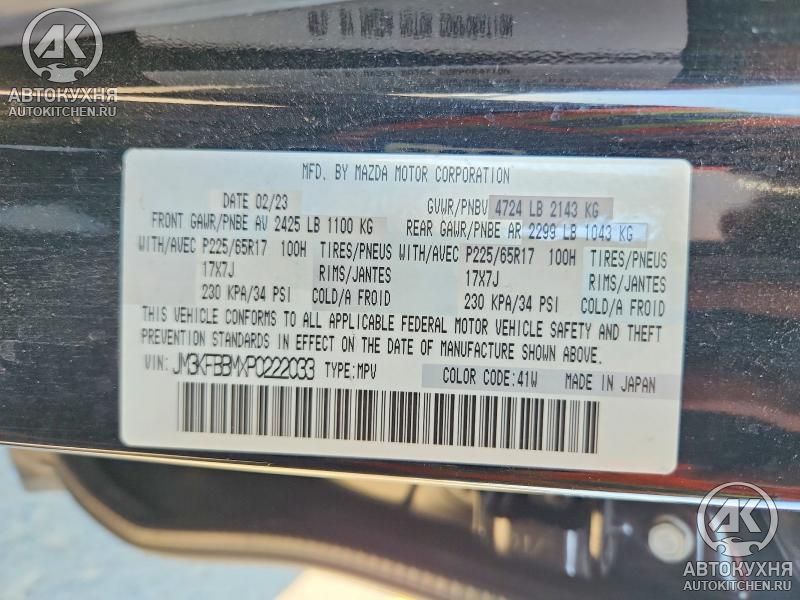 AK
АВТОКУХНЯ
AUTOKITCHEN.RU
MFD. BY MAZDA MOTOR CORPORATION
DATE 02/23 GVWR/PNBV 4724 LB 2143 KG
FRONT GAWR/PNBE AV 2425 LB 1100 KG REAR GAWR/PNBE AR 2299 LB 1043 KG
WITH/AVEC P225/65R17 100H TIRES/PNEUS WITH/AVEC P225/65R17 100H TIRES/PNEUS
17X7J RIMS/JANTES 17X7J RIMS/JANTES
230 KPA/34 PSI COLD/A FROID 230 KPA/34 PSI COLD/A FROID
THIS VEHICLE CONFORMS TO ALL APPLICABLE FEDERAL MOTOR VEHICLE SAFETY AND THEFT
PREVENTION STANDARDS IN EFFECT ON THE DATE OF MANUFACTURE SHOWN ABOVE.
VIN: JM3KFBBMXP0222033 TYPE:MPV COLOR CODE:41W MADE IN JAPAN
AK
АВТОКУХНЯ
AUTOKITCHEN.RU